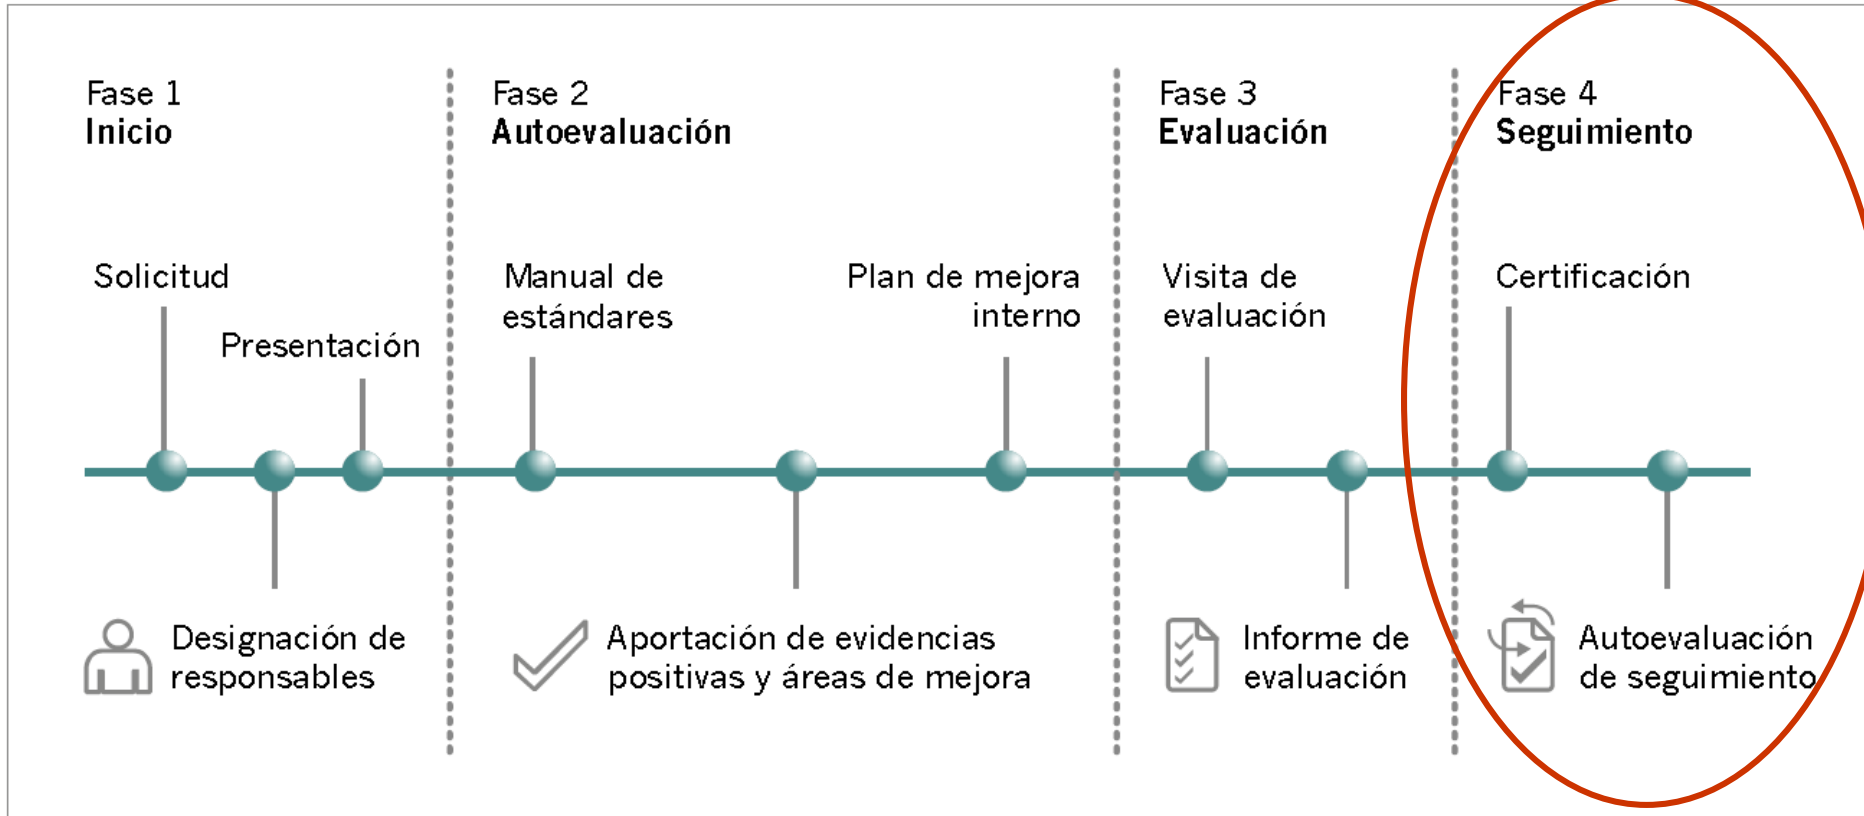 Fase 1
Inicio
Solicitud
Presentación
Designación de
responsables
Fase 2
Autoevaluación
Manual de
estándares
Plan de mejora
interno
Aportación de evidencias
positivas y áreas de mejora
Fase 3
Evaluación
Visita de
evaluación
Informe de
evaluación
Fase 4
Seguimiento
Certificación
Autoevaluación
de seguimiento